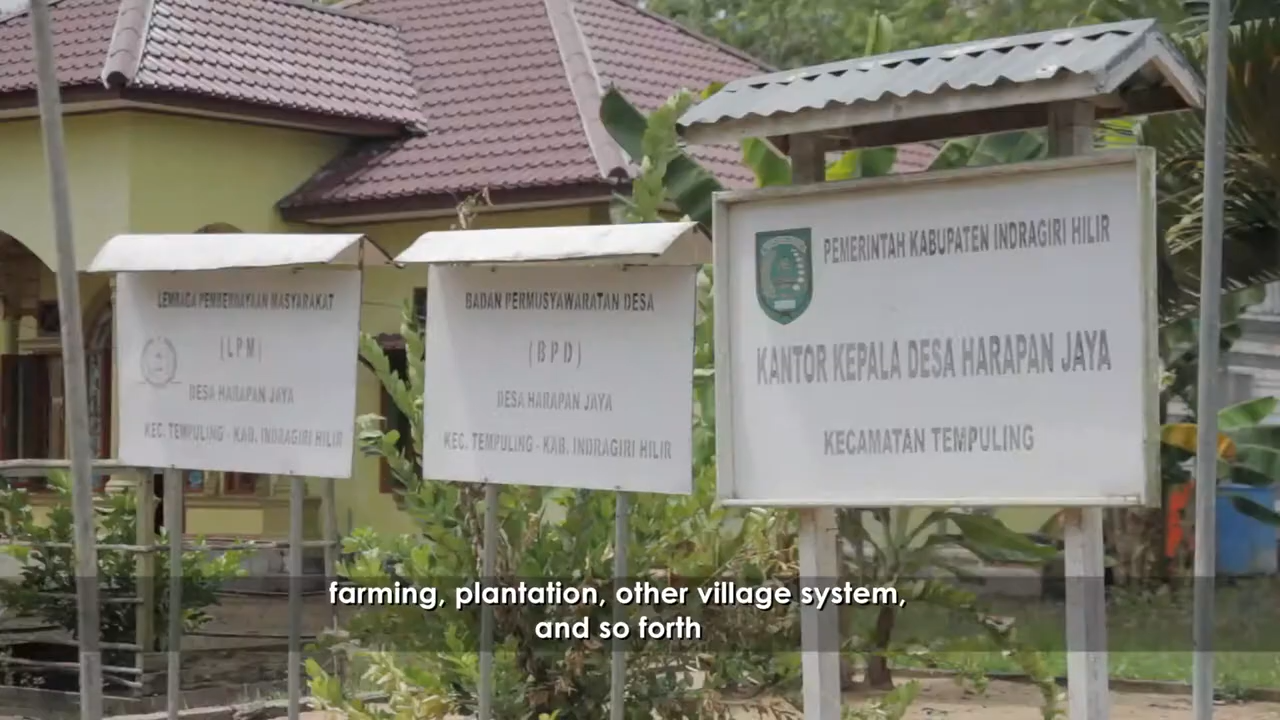 LEMBAGA PEMBERDAYAAN MASYARAKAT
(LPM)
DESA HARAPAN JAYA
KEC. TEMPULING - KAB. INDRAGIRI HILIR
BADAN PERMUSYAWARATAN DESA
(BPD)
DESA HARAPAN JAYA
KEC. TEMPULING - KAB. INDRAGIRI HILIR
PEMERINTAH KABUPATEN INDRAGIRI HILIR
KANTOR KEPALA DESA HARAPAN JAYA
KECAMATAN TEMPULING
farming, plantation, other village system,
and so forth